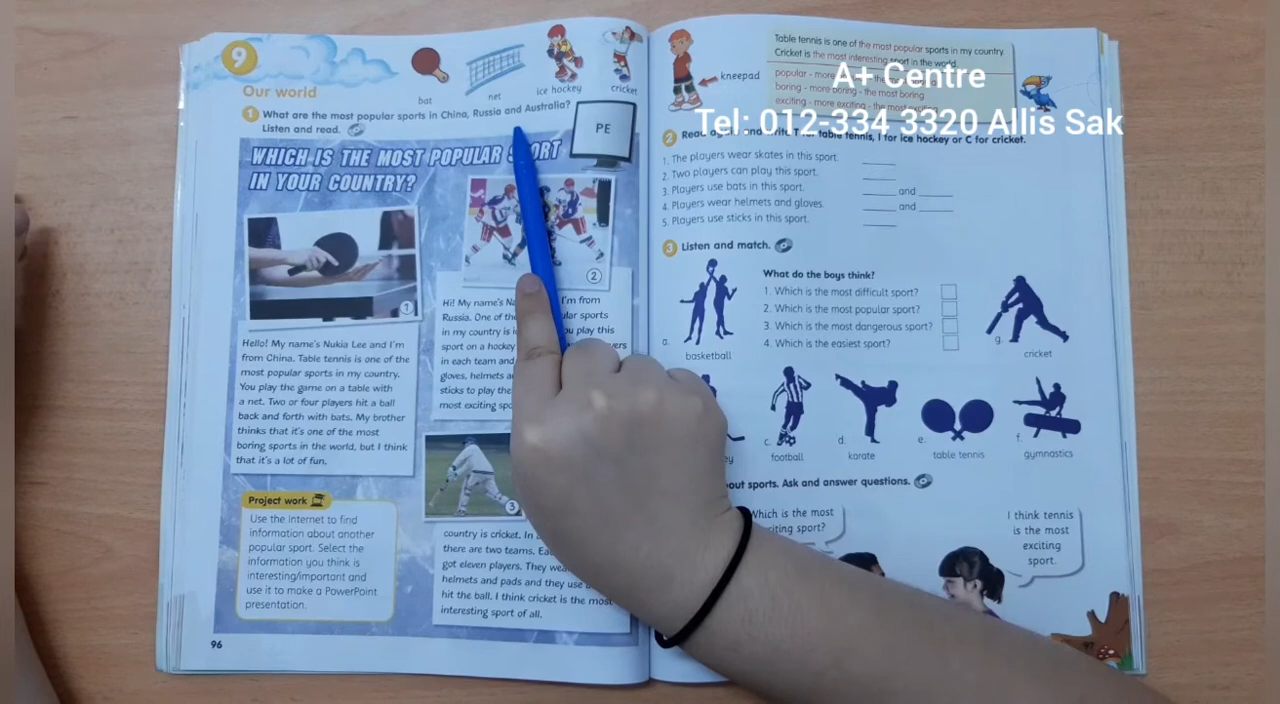 9
Our world
bat
net
ice hockey
cricket
1 What are the most popular sports in China, Russia and Australia?
Listen and read.
PE
WHICH IS THE MOST POPULAR
IN YOUR COUNTRY?
1
2
Hello! My name's Nukia Lee and I'm
from China. Table tennis is one of the
most popular sports in my country.
You play the game on a table with
a net. Two or four players hit a ball
back and forth with bats. My brother
thinks that it's one of the most
boring sports in the world, but I think
that it's a lot of fun.
Hi! My name's I'm from
Russia. One of the sports
in my country is play this
sport on a hockey
in each team and
gloves, helmets
sticks to play the
most exciting
3
country is cricket. In
there are two teams.
got eleven players. They
helmets and pads and they use
hit the ball. I think cricket is the most
interesting sport of all.
Project work
Use the Internet to find
information about another
popular sport. Select the
information you think is
interesting/important and
use it to make a PowerPoint
presentation.
96
kneepad
Table tennis is one of the most popular sports in my country.
Cricket is the most interesting sport in the world.
popular - more
boring - more boring - the most boring
exciting - more exciting - the most exciting
A+ Centre
Tel: 012-334 3320 Allis Sak
2 Read again and write T for table tennis, I for ice hockey or C for cricket.
1. The players wear skates in this sport.
2. Two players can play this sport.
3. Players use bats in this sport. and
4. Players wear helmets and gloves. and
5. Players use sticks in this sport.
3 Listen and match.
What do the boys think?
1. Which is the most difficult sport?
2. Which is the most popular sport?
3. Which is the most dangerous sport?
4. Which is the easiest sport?
a.
basketball
g.
cricket
c.
football
d.
karate
e.
table tennis
f.
gymnastics
sports. Ask and answer questions.
Which is the most
sport?
I think tennis
is the most
exciting
sport.